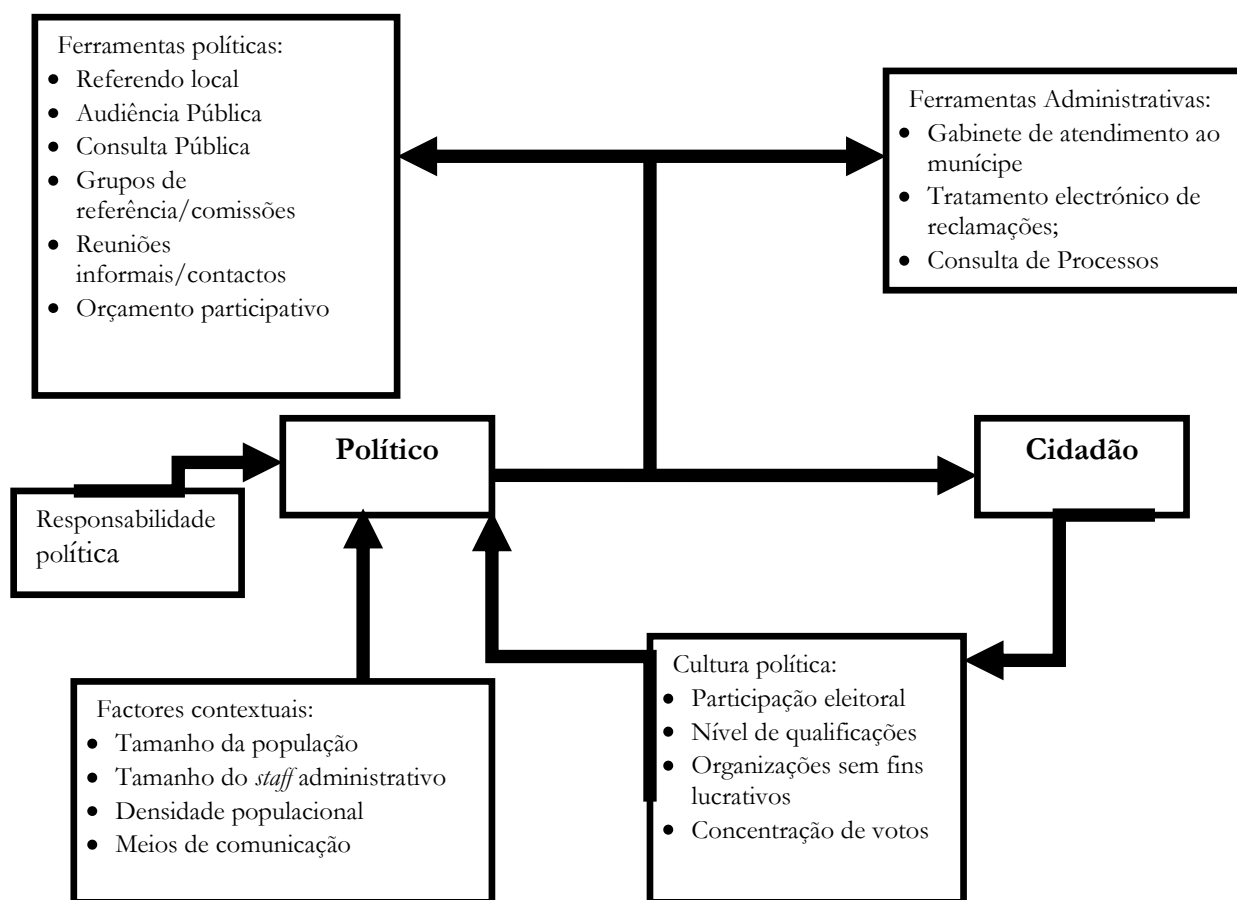 Ferramentas políticas:
• Referendo local
• Audiência Pública
• Consulta Pública
• Grupos de
referência/comissões
• Reuniões
informais/contactos
• Orçamento participativo
Ferramentas Administrativas:
• Gabinete de atendimento ao
munícipe
• Tratamento electrónico de
reclamações;
• Consulta de Processos
Político
Cidadão
Responsabilidade
política
Factores contextuais:
• Tamanho da população
• Tamanho do staff administrativo
• Densidade populacional
• Meios de comunicação
Cultura política:
• Participação eleitoral
• Nível de qualificações
• Organizações sem fins
lucrativos
• Concentração de votos